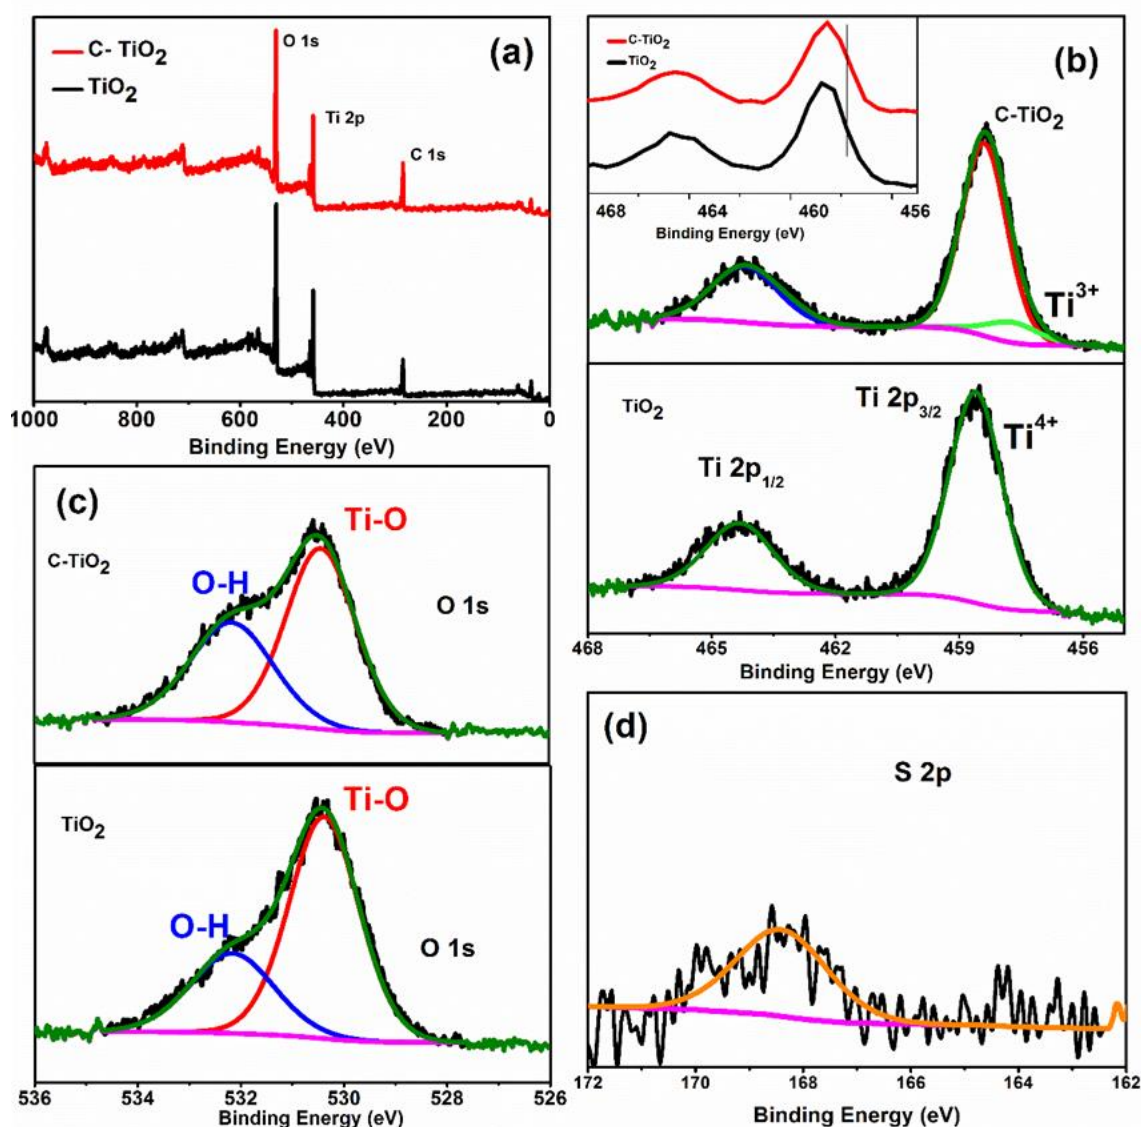 (a)
C- TiO₂
TiO₂
O 1s
Ti 2p
C 1s
1000 800 600 400 200 0
Binding Energy (eV)
(b)
C-TiO₂
TiO₂
468 464 460 456
Binding Energy (eV)
C-TiO₂
Ti³⁺
TiO₂
Ti 2p₃/₂
Ti⁴⁺
Ti 2p₁/₂
468 465 462 459 456
Binding Energy (eV)
(c)
C-TiO₂
Ti-O
O-H
O 1s
TiO₂
Ti-O
O-H
O 1s
536 534 532 530 528 526
Binding Energy (eV)
(d)
S 2p
172 170 168 166 164 162
Binding Energy (eV)